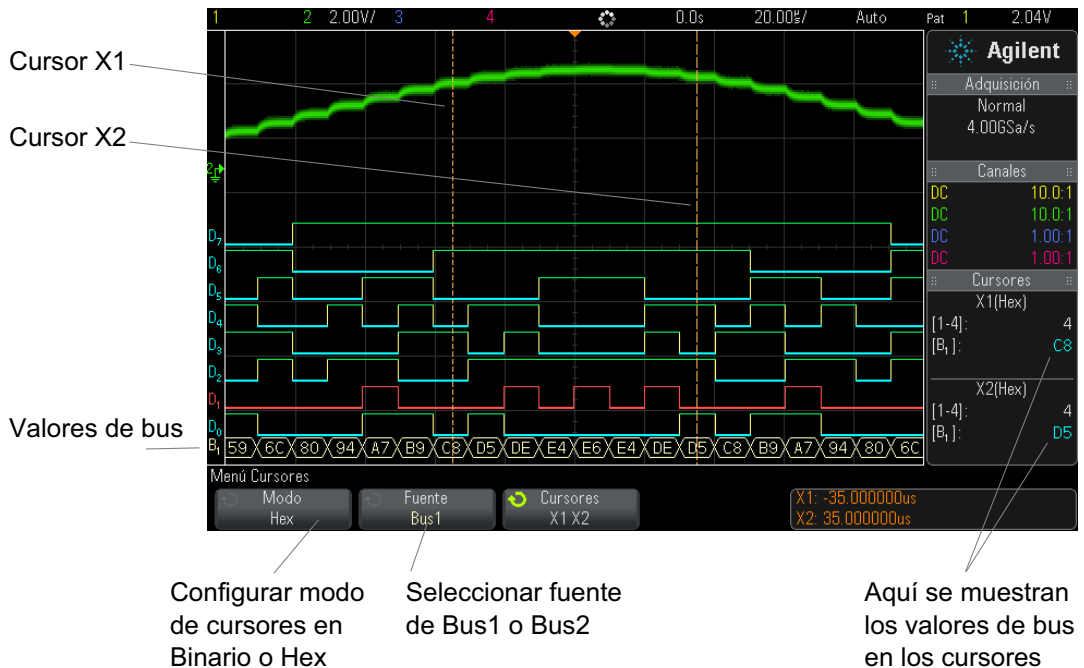 1 2 2.00V/ 3 4 0.0s 20.00µs/ Auto Pat 1 2.04V
Cursor X1
Cursor X2
Agilent
Adquisición
Normal
4.00GSa/s
Canales
DC 10.0:1
DC 10.0:1
DC 1.00:1
DC 1.00:1
Cursores
X1(Hex)
[1-4]: 4
[B₁]: C8
X2(Hex)
[1-4]: 4
[B₁]: D5
2
D₇
D₆
D₅
D₄
D₃
D₂
D₁
D₀
Valores de bus
B₁ 59 6C 80 94 A7 B9 C8 D5 DE E4 E6 E4 DE D5 C8 B9 A7 94 80 6C
Menú Cursores
Modo
Hex
Fuente
Bus1
Cursores
X1 X2
X1: -35.000000us
X2: 35.000000us
Configurar modo
de cursores en
Binario o Hex
Seleccionar fuente
de Bus1 o Bus2
Aquí se muestran
los valores de bus
en los cursores